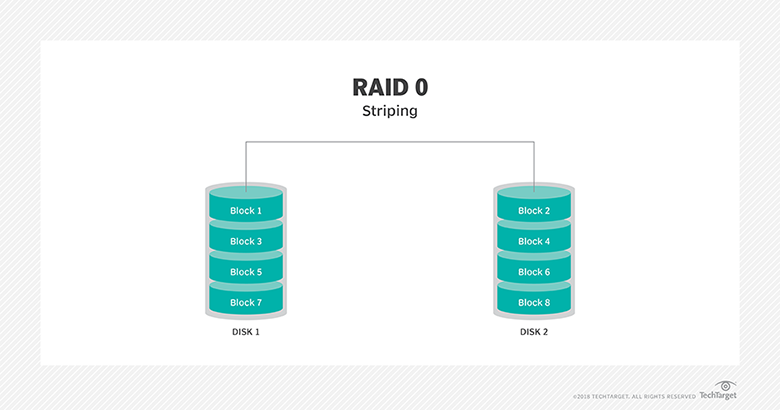 RAID 0
Striping
Block 1
Block 3
Block 5
Block 7
DISK 1
Block 2
Block 4
Block 6
Block 8
DISK 2
©2018 TECHTARGET, ALL RIGHTS RESERVED TechTarget